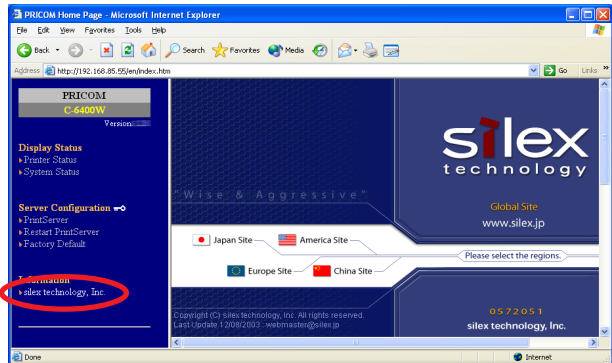 PRICOM Home Page - Microsoft Internet Explorer
File Edit View Favorites Tools Help
Back Search Favorites Media
Address http://192.168.85.55/en/index.htm Go Links »
PRICOM
C-6400W
Version
Display Status
Printer Status
System Status
Server Configuration
PrintServer
Restart PrintServer
Factory Default
Information
silex technology, Inc.
silex
technology
"Wise & Aggressive"
Global Site
www.silex.jp
Japan Site America Site
Please select the regions.
Europe Site China Site
Copyright (C) silex technology, Inc. All rights reserved.
Last Update 12/08/2003 : webmaster@silex.jp
0572051
silex technology, Inc.
Done Internet